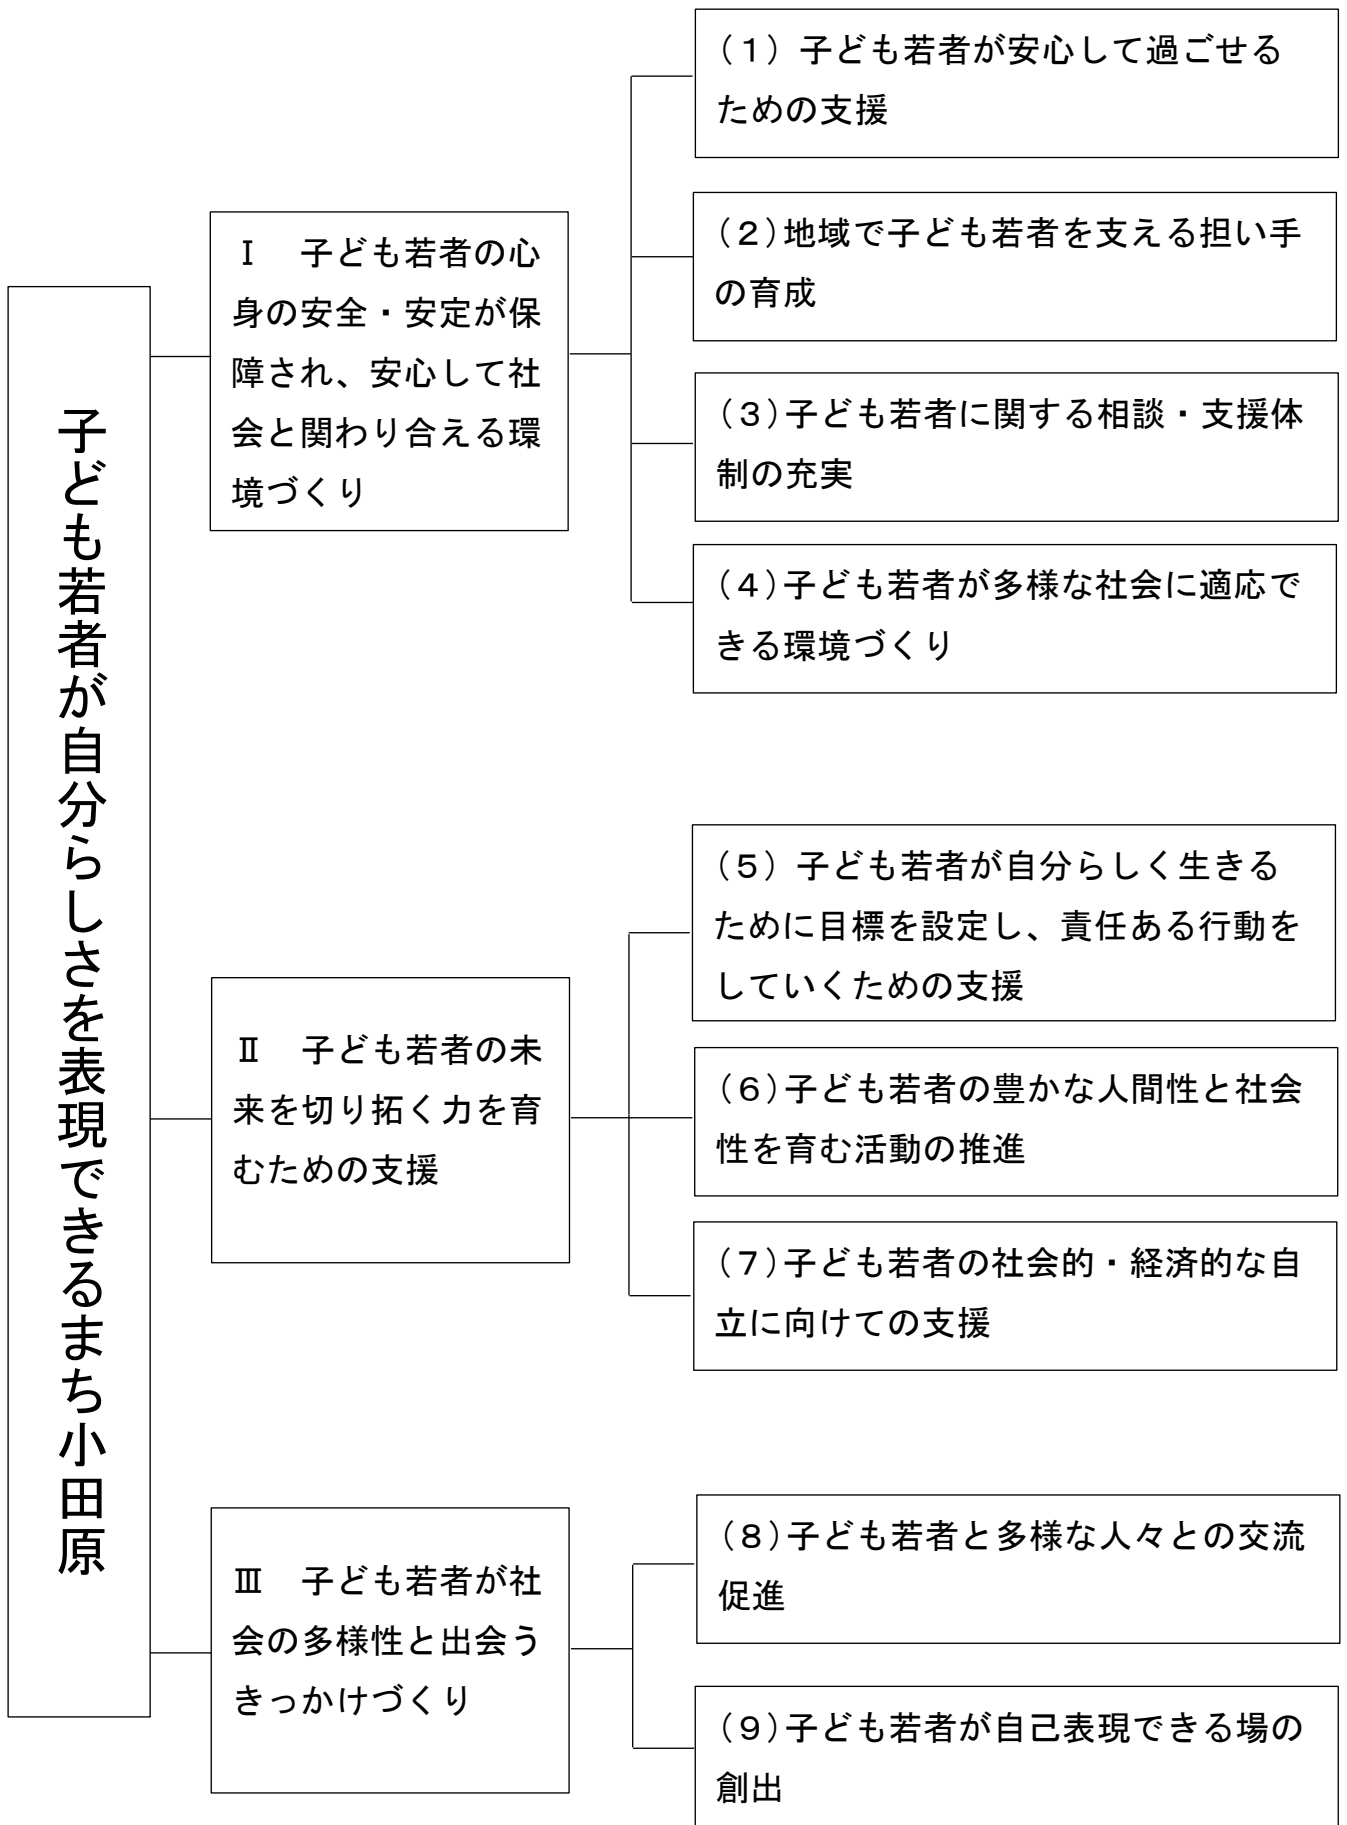 子ども若者が自分らしさを表現できるまち小田原
Ⅰ　子ども若者の心
身の安全・安定が保
障され、安心して社
会と関わり合える環
境づくり
（１）子ども若者が安心して過ごせる
ための支援
（２）地域で子ども若者を支える担い手
の育成
（３）子ども若者に関する相談・支援体
制の充実
（４）子ども若者が多様な社会に適応で
きる環境づくり
Ⅱ　子ども若者の未
来を切り拓く力を育
むための支援
（５）子ども若者が自分らしく生きる
ために目標を設定し、責任ある行動を
していくための支援
（６）子ども若者の豊かな人間性と社会
性を育む活動の推進
（７）子ども若者の社会的・経済的な自
立に向けての支援
Ⅲ　子ども若者が社
会の多様性と出会う
きっかけづくり
（８）子ども若者と多様な人々との交流
促進
（９）子ども若者が自己表現できる場の
創出